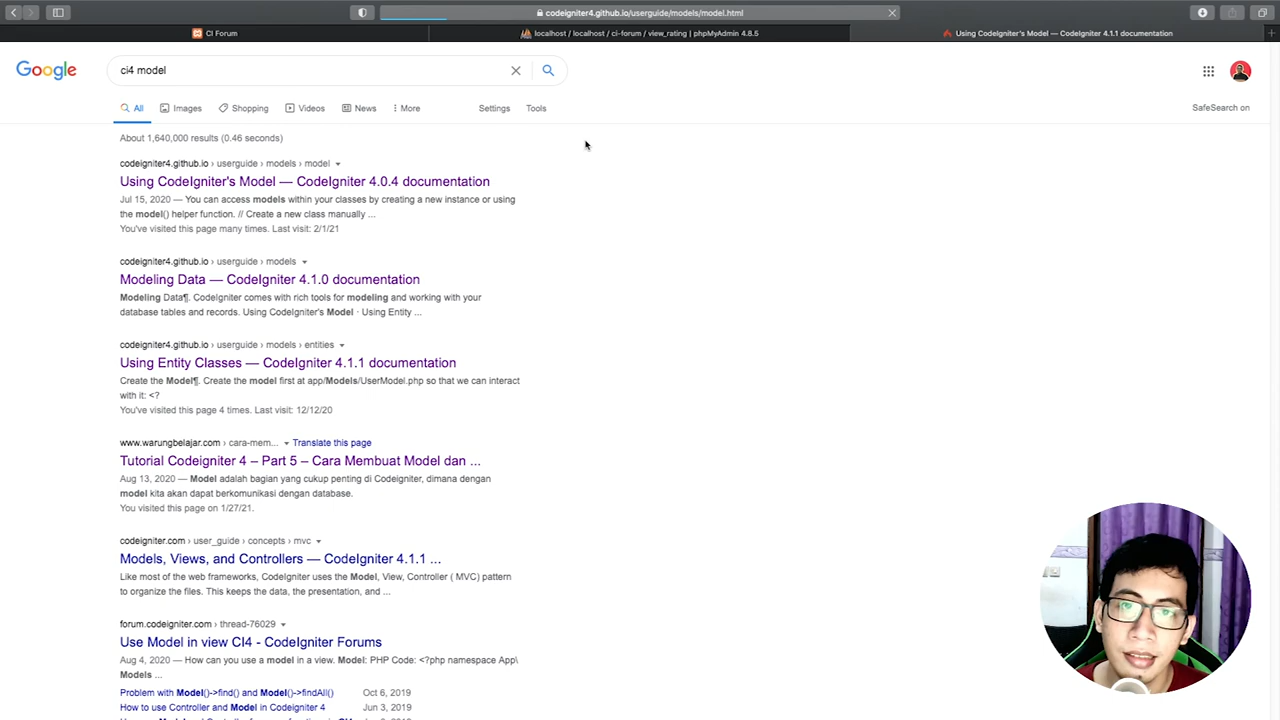 codeigniter4.github.io/userguide/models/model.html
CI Forum
localhost / localhost / ci-forum / view_rating | phpMyAdmin 4.8.5
Using CodeIgniter's Model — CodeIgniter 4.1.1 documentation
Google
ci4 model
All
Images
Shopping
Videos
News
More
Settings
Tools
SafeSearch on
About 1,640,000 results (0.46 seconds)
codeigniter4.github.io › userguide › models › model
Using CodeIgniter's Model — CodeIgniter 4.0.4 documentation
Jul 15, 2020 — You can access models within your classes by creating a new instance or using
the model() helper function. // Create a new class manually ...
You've visited this page many times. Last visit: 2/1/21
codeigniter4.github.io › userguide › models
Modeling Data — CodeIgniter 4.1.0 documentation
Modeling Data¶. CodeIgniter comes with rich tools for modeling and working with your
database tables and records. Using CodeIgniter's Model · Using Entity ...
codeigniter4.github.io › userguide › models › entities
Using Entity Classes — CodeIgniter 4.1.1 documentation
Create the Model¶. Create the model first at app/Models/UserModel.php so that we can interact
with it: <?
You've visited this page 4 times. Last visit: 12/12/20
www.warungbelajar.com › cara-mem... Translate this page
Tutorial Codeigniter 4 – Part 5 – Cara Membuat Model dan ...
Aug 13, 2020 — Model adalah bagian yang cukup penting di Codeigniter, dimana dengan
model kita akan dapat berkomunikasi dengan database.
You visited this page on 1/27/21.
codeigniter.com › user_guide › concepts › mvc
Models, Views, and Controllers — CodeIgniter 4.1.1 ...
Like most of the web frameworks, CodeIgniter uses the Model, View, Controller ( MVC) pattern
to organize the files. This keeps the data, the presentation, and ...
forum.codeigniter.com › thread-76029
Use Model in view CI4 - CodeIgniter Forums
Aug 4, 2020 — How can you use a model in a view. Model: PHP Code: <?php namespace App\
Models ...
Problem with Model()->find() and Model()->findAll() Oct 6, 2019
How to use Controller and Model in Codeigniter 4 Jun 3, 2019